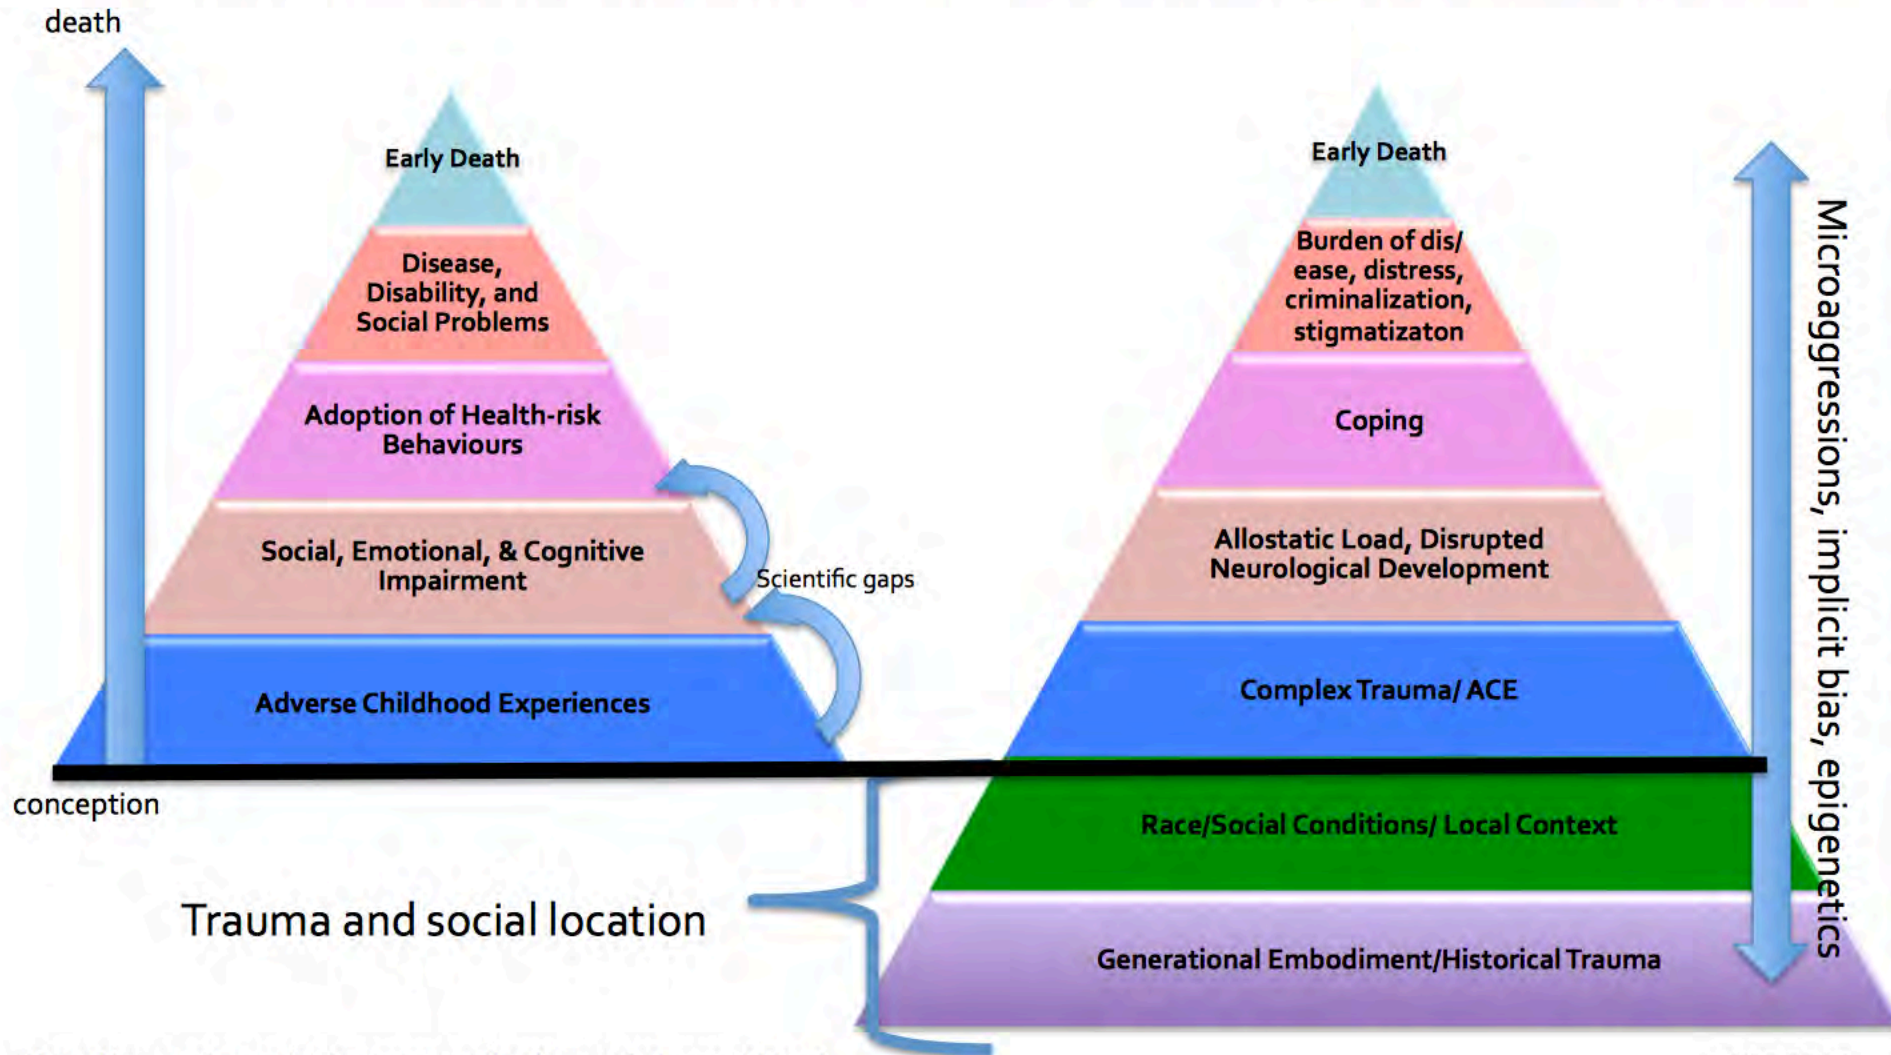 death
Early Death
Disease,
Disability, and
Social Problems
Adoption of Health-risk
Behaviours
Social, Emotional, & Cognitive
Impairment
Scientific gaps
Adverse Childhood Experiences
conception
Trauma and social location
Early Death
Burden of dis/
ease, distress,
criminalization,
stigmatizaton
Coping
Allostatic Load, Disrupted
Neurological Development
Complex Trauma/ ACE
Race/Social Conditions/ Local Context
Generational Embodiment/Historical Trauma
Microaggressions, implicit bias, epigenetics